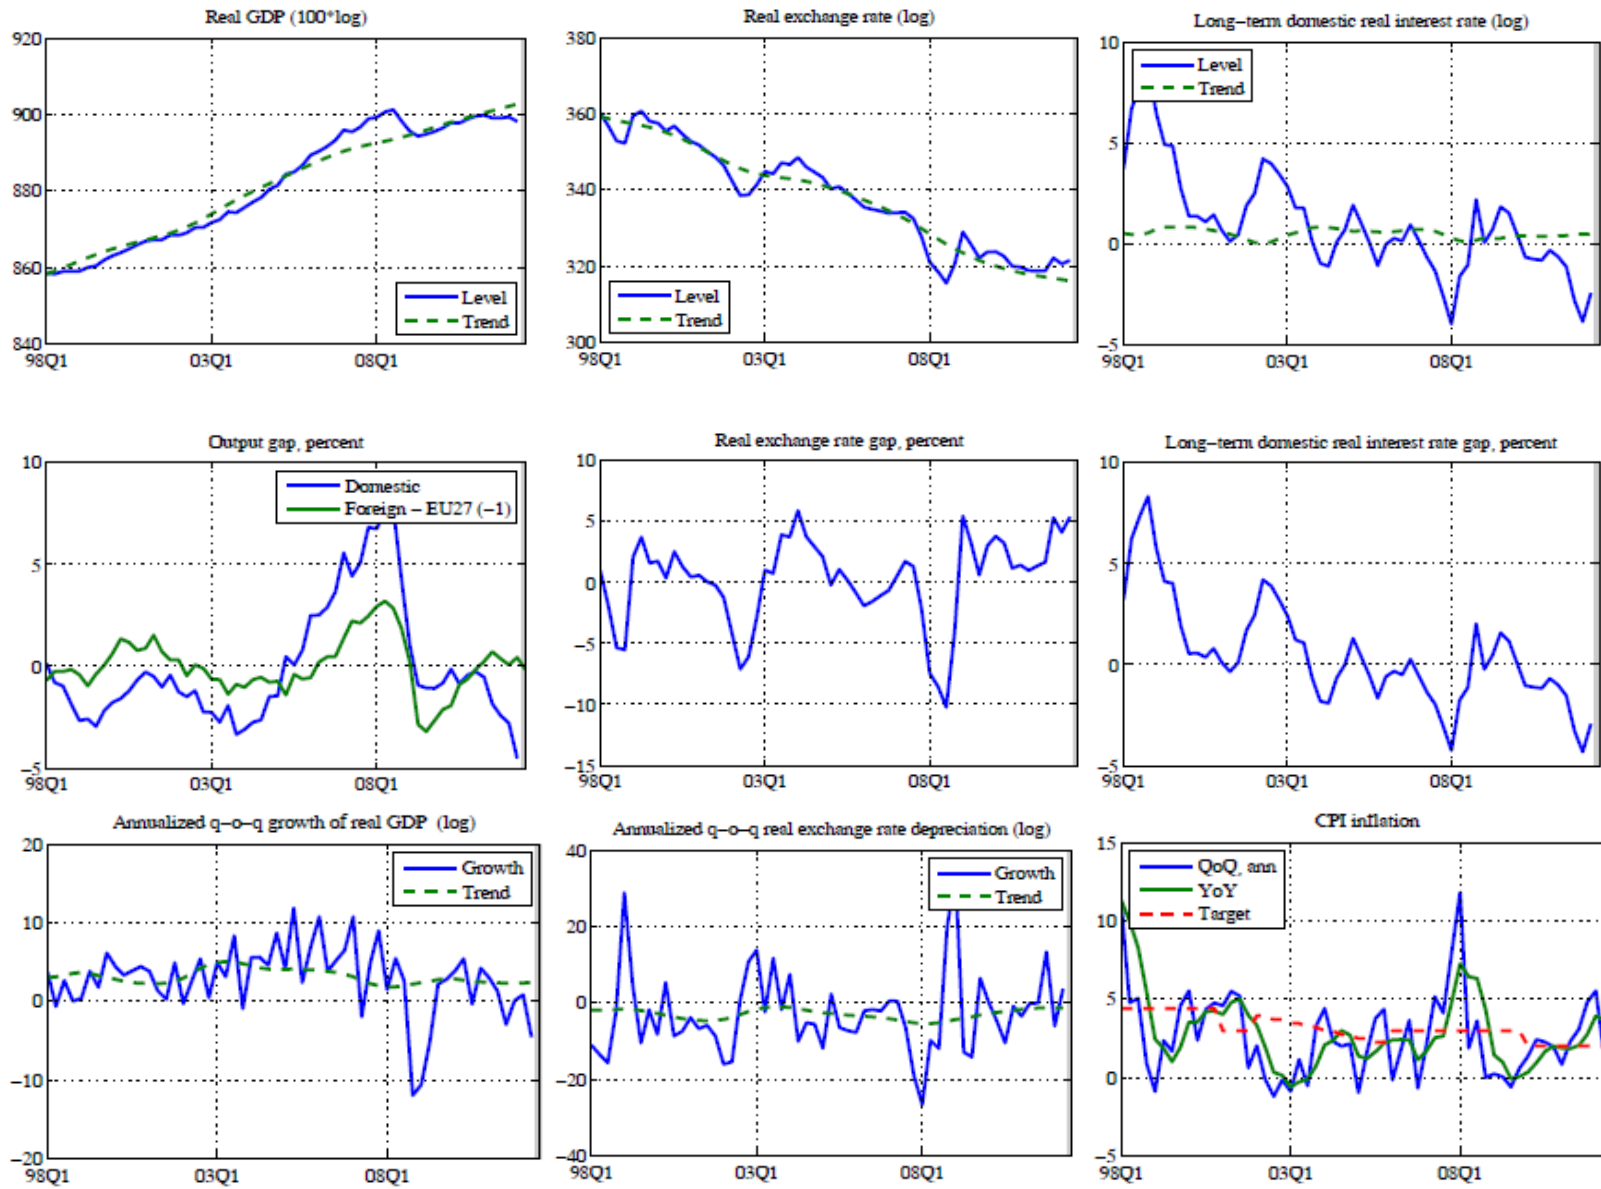 Real GDP (100*log)
920
900
880
860
840
98Q1 03Q1 08Q1
Level
Trend
Real exchange rate (log)
380
360
340
320
300
98Q1 03Q1 08Q1
Level
Trend
Long-term domestic real interest rate (log)
10
5
0
-5
98Q1 03Q1 08Q1
Level
Trend
Output gap, percent
10
5
0
-5
98Q1 03Q1 08Q1
Domestic
Foreign - EU27 (-1)
Real exchange rate gap, percent
10
5
0
-5
-10
-15
98Q1 03Q1 08Q1
Long-term domestic real interest rate gap, percent
10
5
0
-5
98Q1 03Q1 08Q1
Annualized q-o-q growth of real GDP (log)
20
10
0
-10
-20
98Q1 03Q1 08Q1
Growth
Trend
Annualized q-o-q real exchange rate depreciation (log)
40
20
0
-20
-40
98Q1 03Q1 08Q1
Growth
Trend
CPI inflation
15
10
5
0
-5
98Q1 03Q1 08Q1
QoQ, ann
YoY
Target